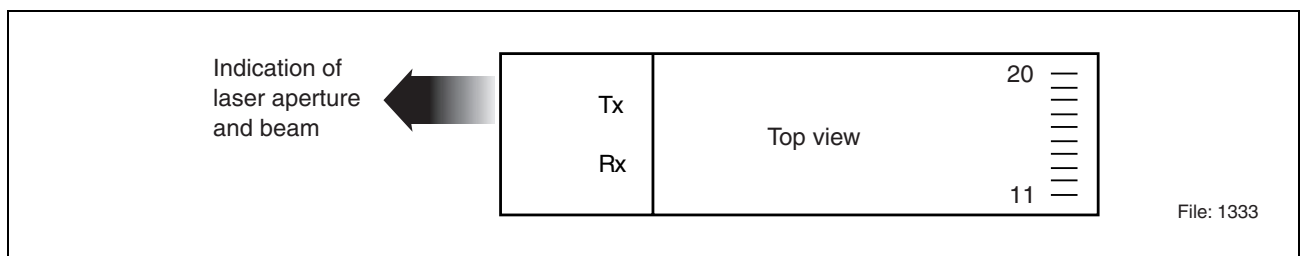 Indication of
laser aperture
and beam
Tx
Rx
Top view
20
11
File: 1333